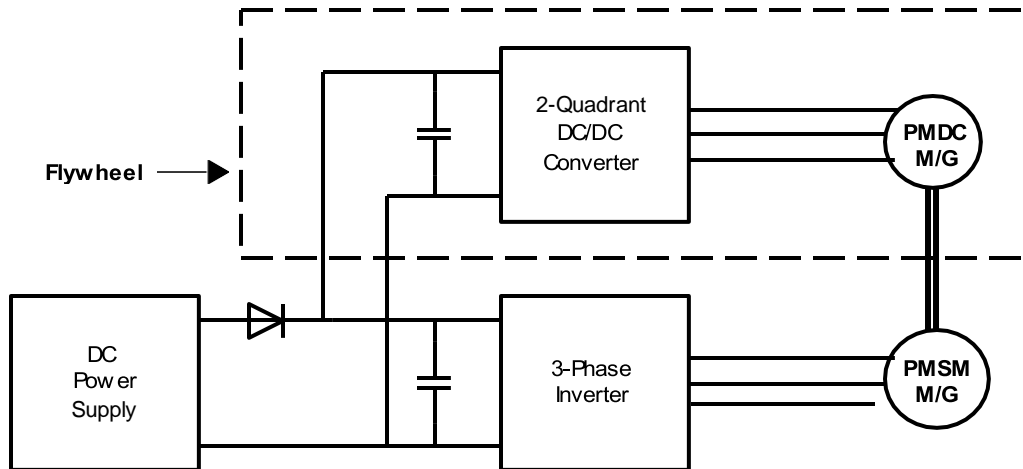 2-Quadrant
DC/DC
Converter
PMDC
M/G
Flywheel
DC
Power
Supply
3-Phase
Inverter
PMSM
M/G